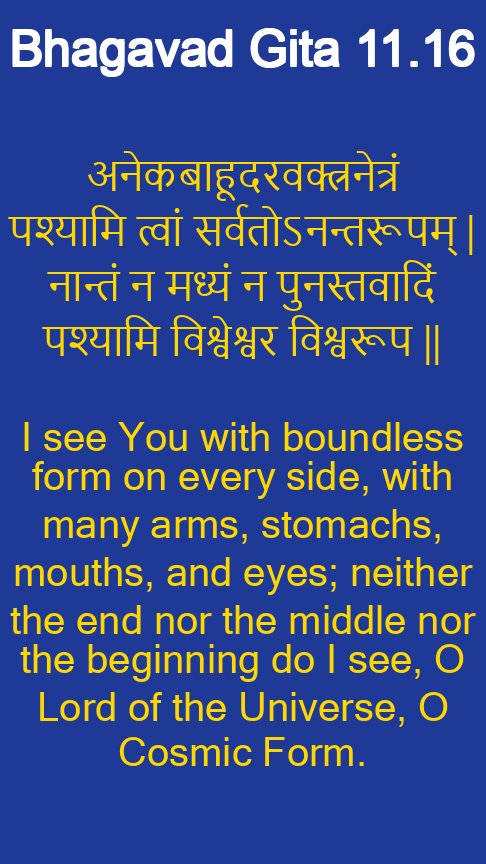 Bhagavad Gita 11.16
अनेकबाहूदरवक्त्रनेत्रं
पश्यामि त्वां सर्वतोऽनन्तरूपम् |
नान्तं न मध्यं न पुनस्तवादिं
पश्यामि विश्वेश्वर विश्वरूप ||
I see You with boundless
form on every side, with
many arms, stomachs,
mouths, and eyes; neither
the end nor the middle nor
the beginning do I see, O
Lord of the Universe, O
Cosmic Form.